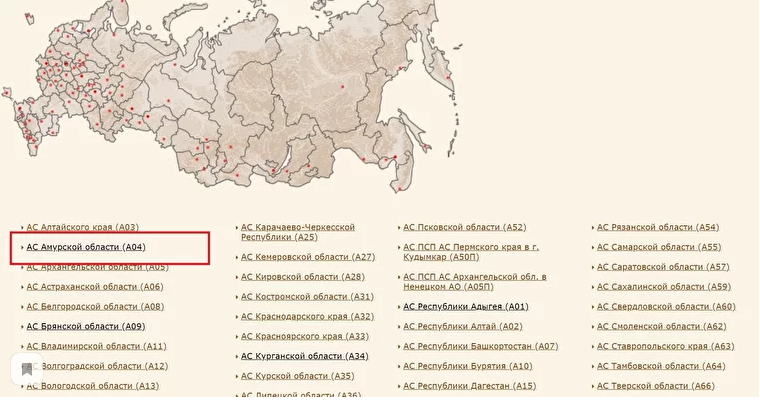 АС Алтайского края (А03)
АС Амурской области (А04)
АС Архангельской области (А05)
АС Астраханской области (А06)
АС Белгородской области (А08)
АС Брянской области (А09)
АС Владимирской области (А11)
АС Волгоградской области (А12)
АС Вологодской области (А13)
АС Карачаево-Черкесской
Республики (А25)
АС Кемеровской области (А27)
АС Кировской области (А28)
АС Костромской области (А31)
АС Краснодарского края (А32)
АС Красноярского края (А33)
АС Курганской области (А34)
АС Курской области (А35)
АС Липецкой области (А36)
АС Псковской области (А52)
АС ПСП АС Пермского края в г.
Кудымкар (А50П)
АС ПСП АС Архангельской обл. в
Ненецком АО (А05П)
АС Республики Адыгея (А01)
АС Республики Алтай (А02)
АС Республики Башкортостан (А07)
АС Республики Бурятия (А10)
АС Республики Дагестан (А15)
АС Рязанской области (А54)
АС Самарской области (А55)
АС Саратовской области (А57)
АС Сахалинской области (А59)
АС Свердловской области (А60)
АС Смоленской области (А62)
АС Ставропольского края (А63)
АС Тамбовской области (А64)
АС Тверской области (А66)